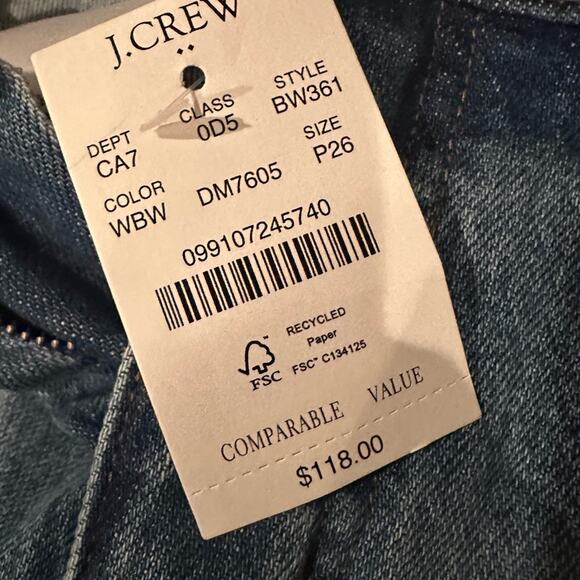 J.CREW
DEPT CLASS STYLE
CA7 0D5 BW361
COLOR SIZE
WBW DM7605 P26
099107245740
RECYCLED
Paper
FSC™ C134125
FSC
COMPARABLE VALUE
$118.00